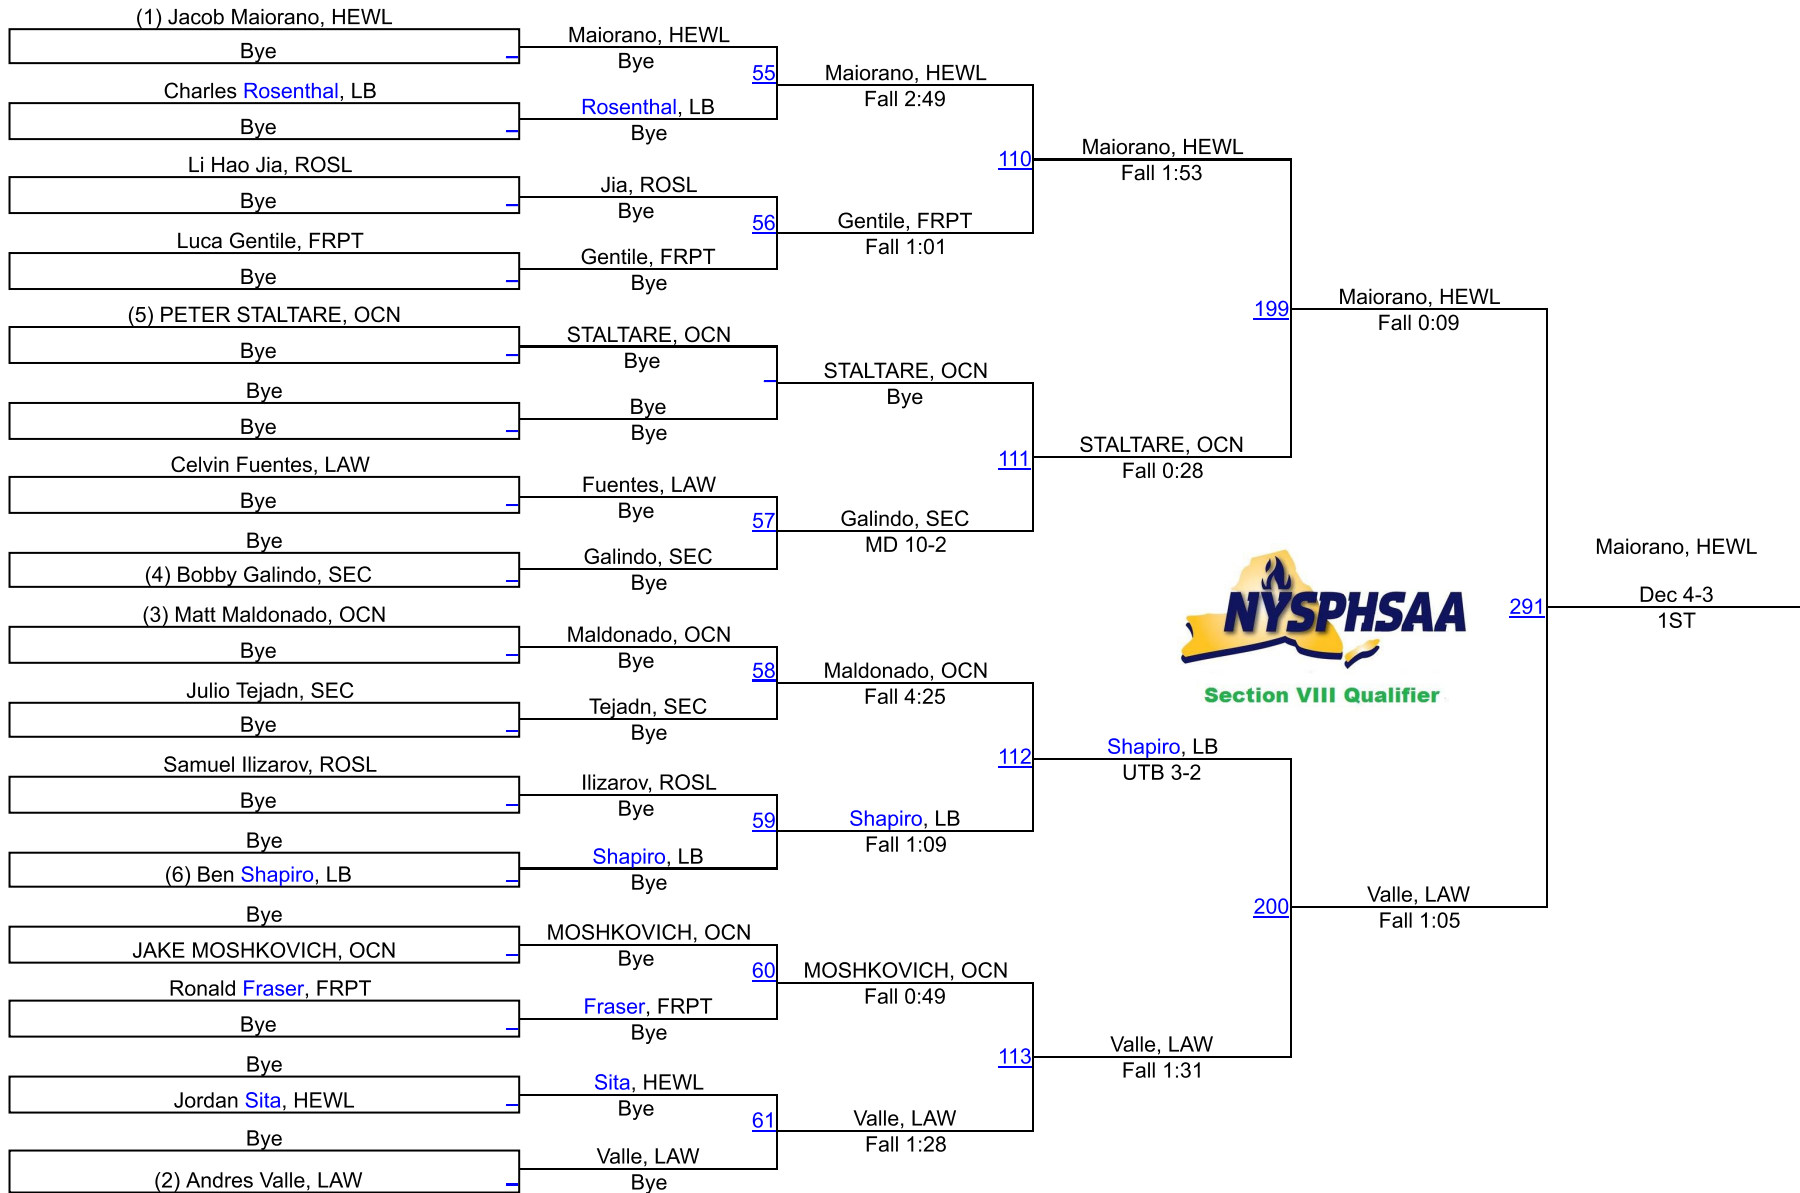 (1) Jacob Maiorano, HEWL
Bye
Charles Rosenthal, LB
Bye
Li Hao Jia, ROSL
Bye
Luca Gentile, FRPT
Bye
(5) PETER STALTARE, OCN
Bye
Bye
Bye
Celvin Fuentes, LAW
Bye
Bye
(4) Bobby Galindo, SEC
(3) Matt Maldonado, OCN
Bye
Julio Tejadn, SEC
Bye
Samuel Ilizarov, ROSL
Bye
Bye
(6) Ben Shapiro, LB
Bye
JAKE MOSHKOVICH, OCN
Ronald Fraser, FRPT
Bye
Bye
Jordan Sita, HEWL
Bye
(2) Andres Valle, LAW
Maiorano, HEWL
Bye
55
Rosenthal, LB
Bye
Jia, ROSL
Bye
56
Gentile, FRPT
Bye
STALTARE, OCN
Bye
Bye
Bye
Fuentes, LAW
Bye
57
Galindo, SEC
Bye
Maldonado, OCN
Bye
58
Tejadn, SEC
Bye
Ilizarov, ROSL
Bye
59
Shapiro, LB
Bye
MOSHKOVICH, OCN
Bye
60
Fraser, FRPT
Bye
Sita, HEWL
Bye
61
Valle, LAW
Bye
Maiorano, HEWL
Fall 2:49
110
Gentile, FRPT
Fall 1:01
STALTARE, OCN
Bye
111
Galindo, SEC
MD 10-2
Maldonado, OCN
Fall 4:25
112
Shapiro, LB
Fall 1:09
MOSHKOVICH, OCN
Fall 0:49
113
Valle, LAW
Fall 1:28
Maiorano, HEWL
Fall 1:53
199
STALTARE, OCN
Fall 0:28
NYSPHSAA
Section VIII Qualifier
Shapiro, LB
UTB 3-2
200
Valle, LAW
Fall 1:31
Maiorano, HEWL
Fall 0:09
291
Valle, LAW
Fall 1:05
Maiorano, HEWL
Dec 4-3
1ST